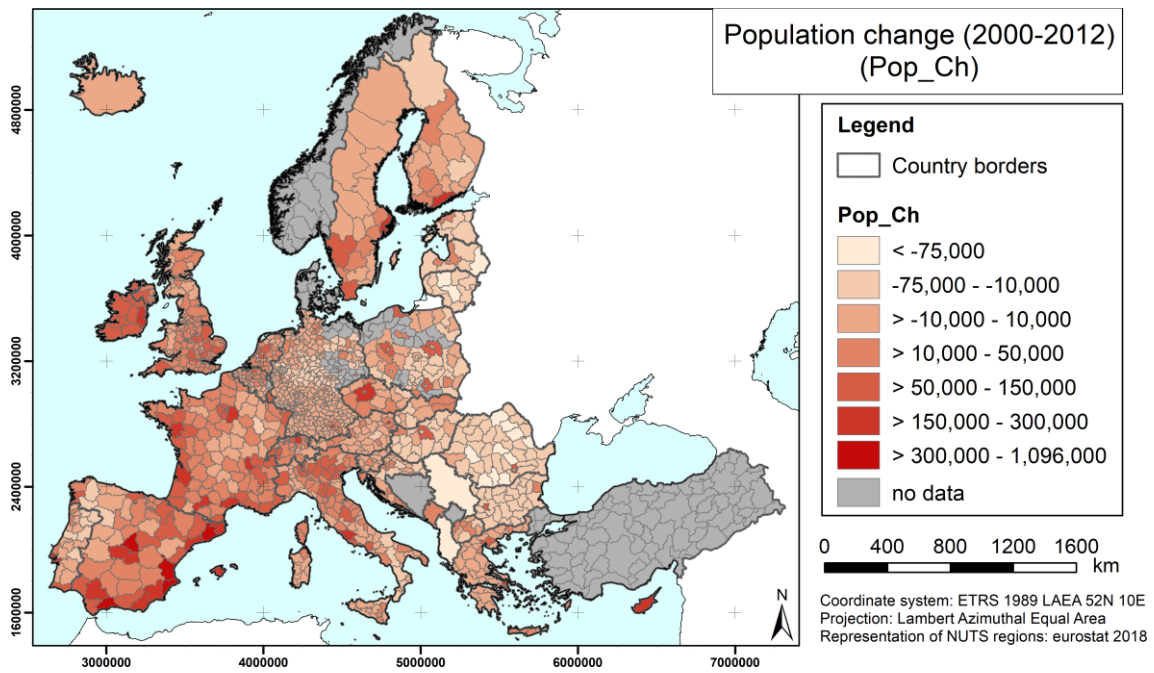 Population change (2000-2012)
(Pop_Ch)
Legend
Country borders
Pop_Ch
< -75,000
-75,000 - -10,000
> -10,000 - 10,000
> 10,000 - 50,000
> 50,000 - 150,000
> 150,000 - 300,000
> 300,000 - 1,096,000
no data
0 400 800 1200 1600
km
Coordinate system: ETRS 1989 LAEA 52N 10E
Projection: Lambert Azimuthal Equal Area
Representation of NUTS regions: eurostat 2018
N
4800000
4000000
3200000
2400000
1600000
3000000 4000000 5000000 6000000 7000000